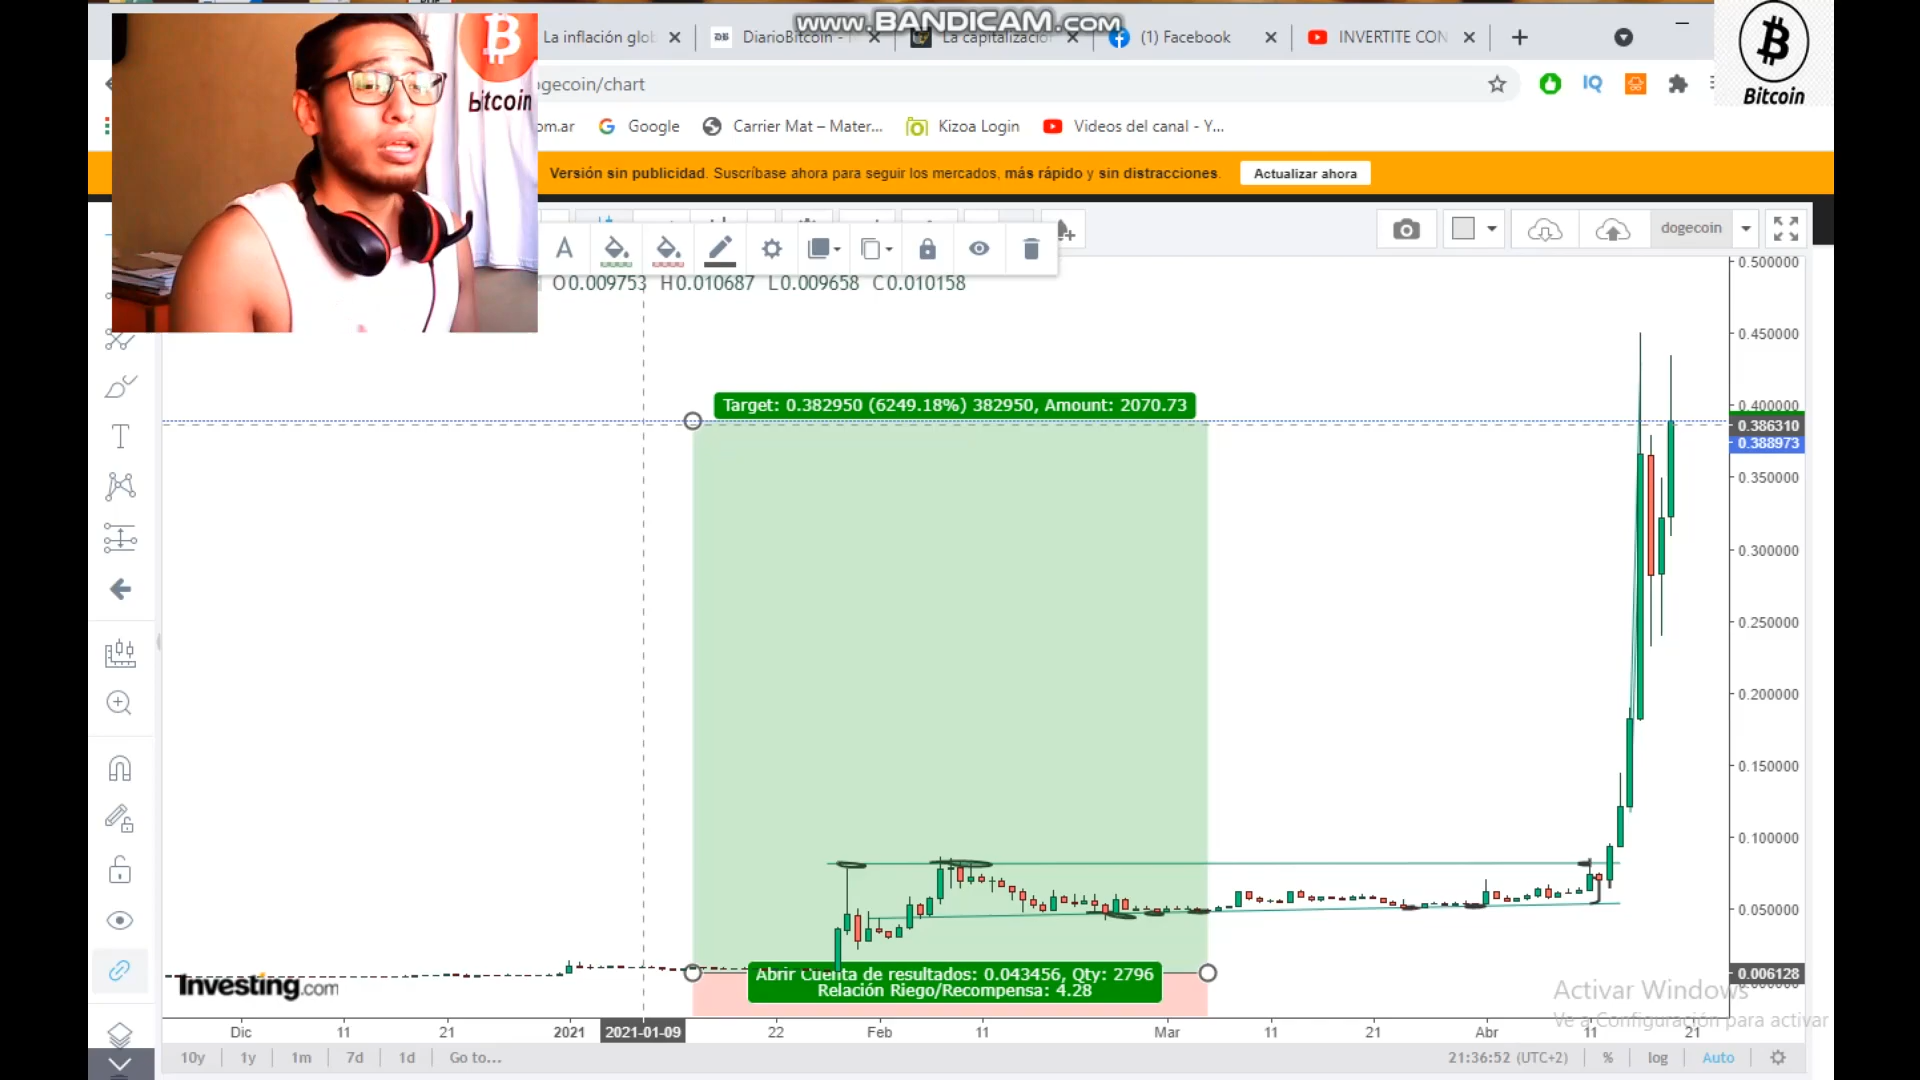 www.BANDICAM.com
La inflación glob
DiarioBitcoin -
La capitalizació
(1) Facebook
INVERTITE CON
Bitcoin
bitcoin
gecoin/chart
IQ
om.ar
Google
Carrier Mat – Mater...
Kizoa Login
Videos del canal - Y...
Versión sin publicidad. Suscríbase ahora para seguir los mercados, más rápido y sin distracciones.
Actualizar ahora
dogecoin
O0.009753 H0.010687 L0.009658 C0.010158
Target: 0.382950 (6249.18%) 382950, Amount: 2070.73
0.500000
0.450000
0.400000
0.386310
0.388973
0.350000
0.300000
0.250000
0.200000
0.150000
0.100000
0.050000
0.006128
Abrir Cuenta de resultados: 0.043456, Qty: 2796
Relación Riego/Recompensa: 4.28
Investing.com
Activar Windows
Ve a Configuración para activar
Dic 11 21 2021 2021-01-09 22 Feb 11 Mar 11 21 Abr 11 21
10y 1y 1m 7d 1d Go to...
21:36:52 (UTC+2) % log Auto